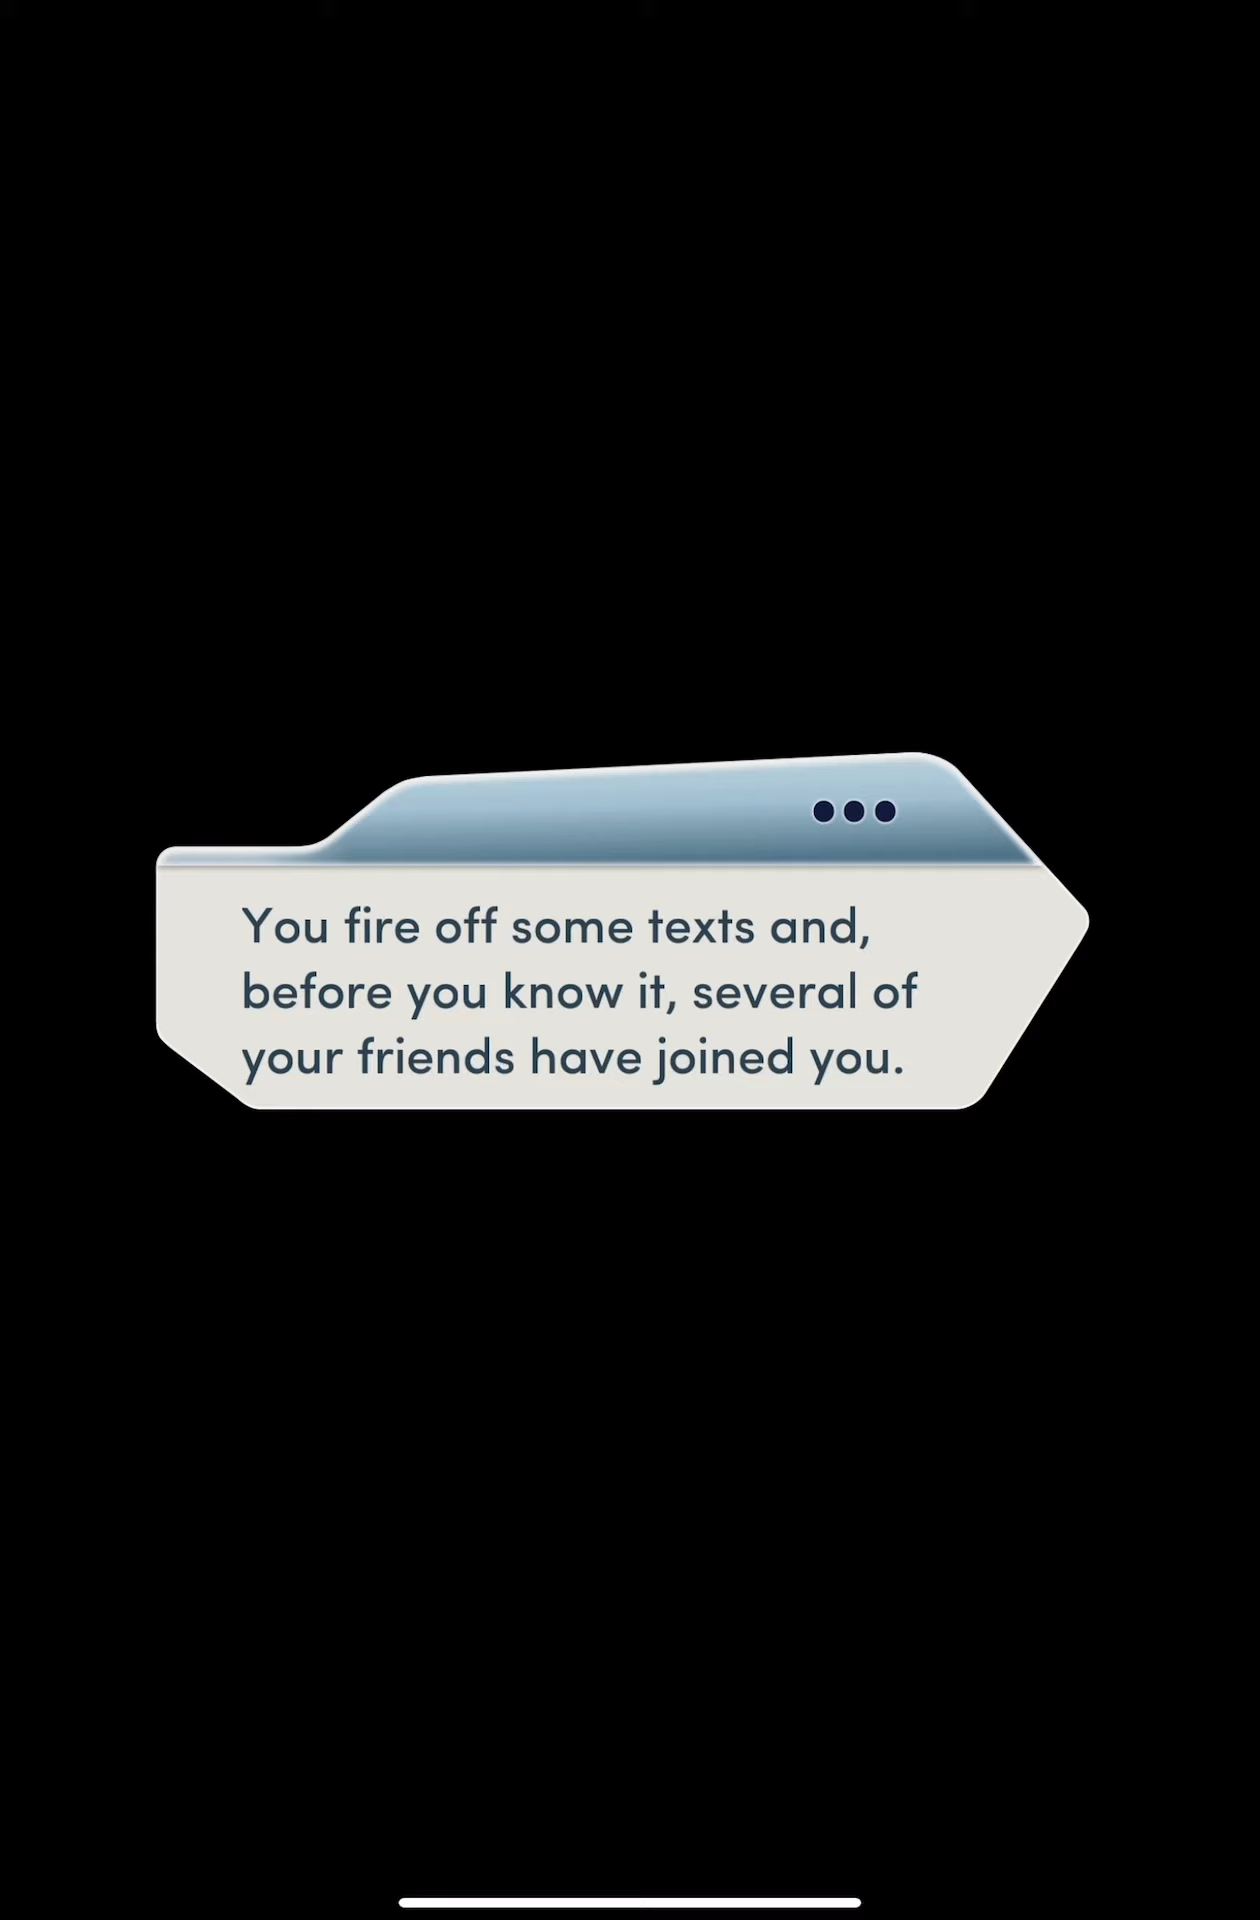 You fire off some texts and,
before you know it, several of
your friends have joined you.